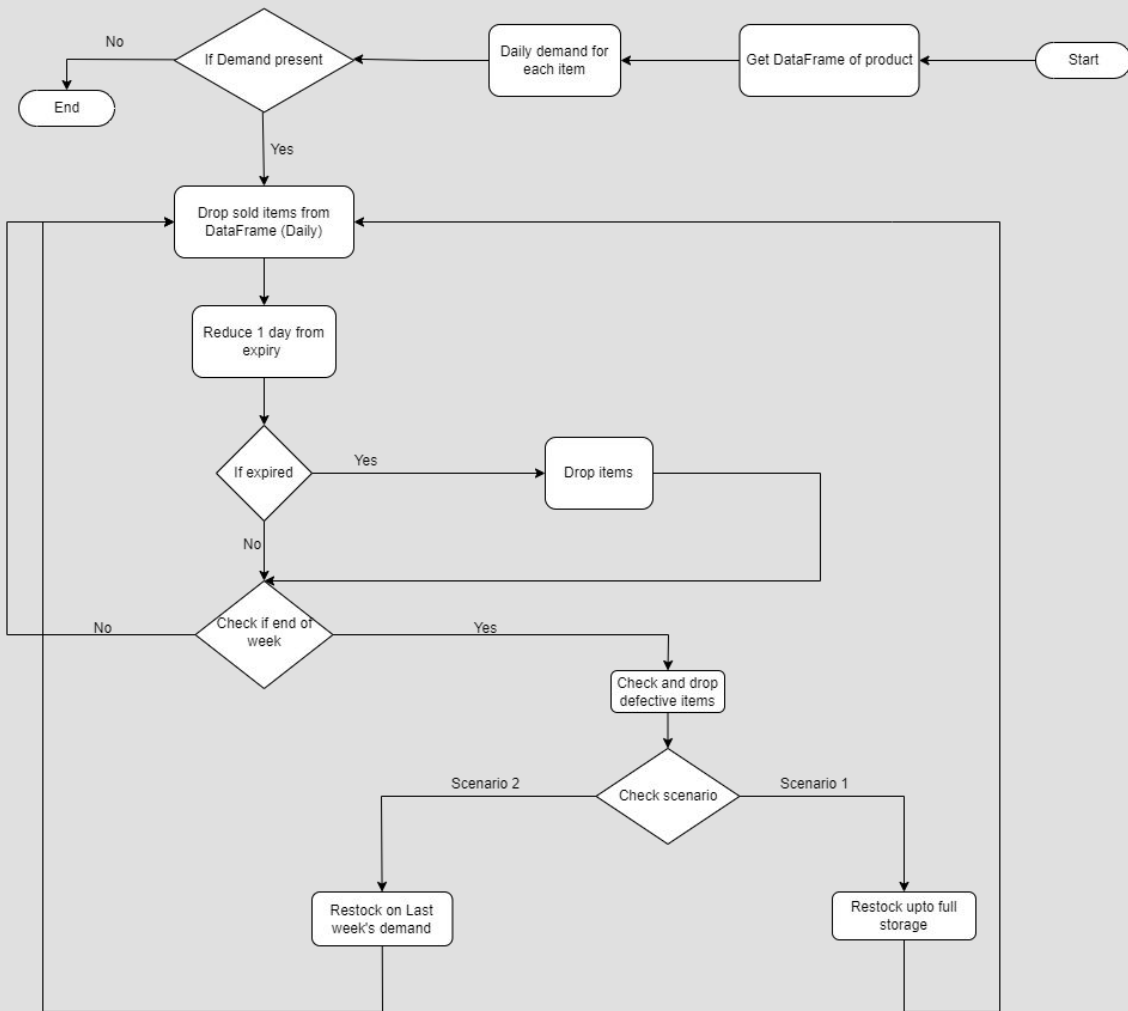 No
If Demand present
Daily demand for
each item
Get DataFrame of product
Start
End
Yes
Drop sold items from
DataFrame (Daily)
Reduce 1 day from
expiry
If expired
Yes
Drop items
No
Check if end of
week
No
Yes
Check and drop
defective items
Scenario 2
Check scenario
Scenario 1
Restock on Last
week's demand
Restock upto full
storage